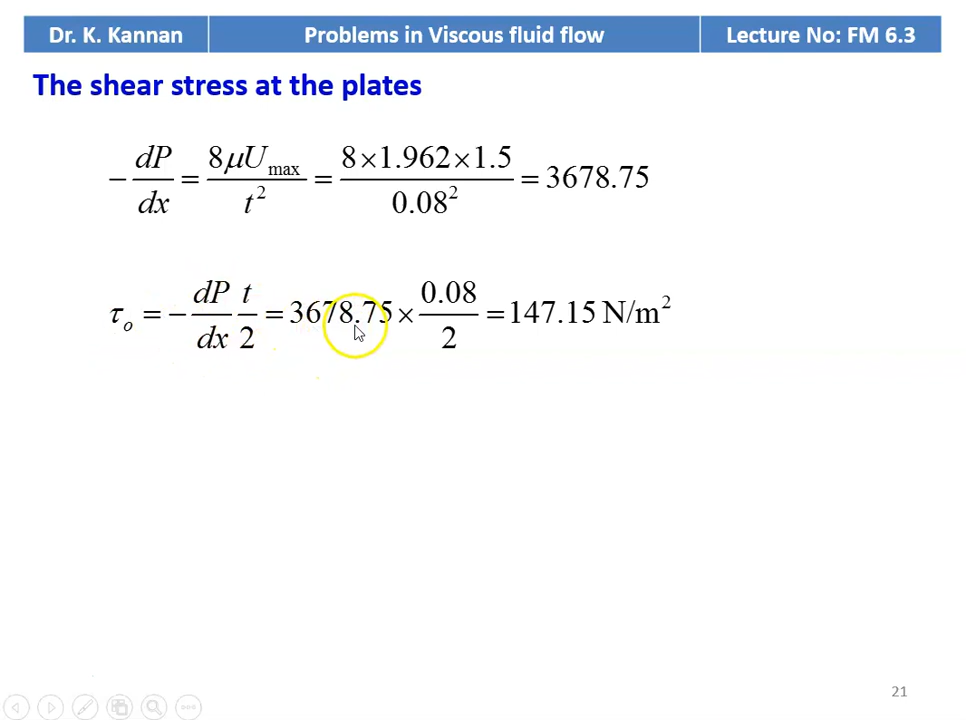 Dr. K. Kannan Problems in Viscous fluid flow Lecture No: FM 6.3
The shear stress at the plates
− dP/dx = 8μU_max/t² = 8×1.962×1.5/0.08² = 3678.75
τ_o = − dP/dx t/2 = 3678.75 × 0.08/2 = 147.15 N/m²
21